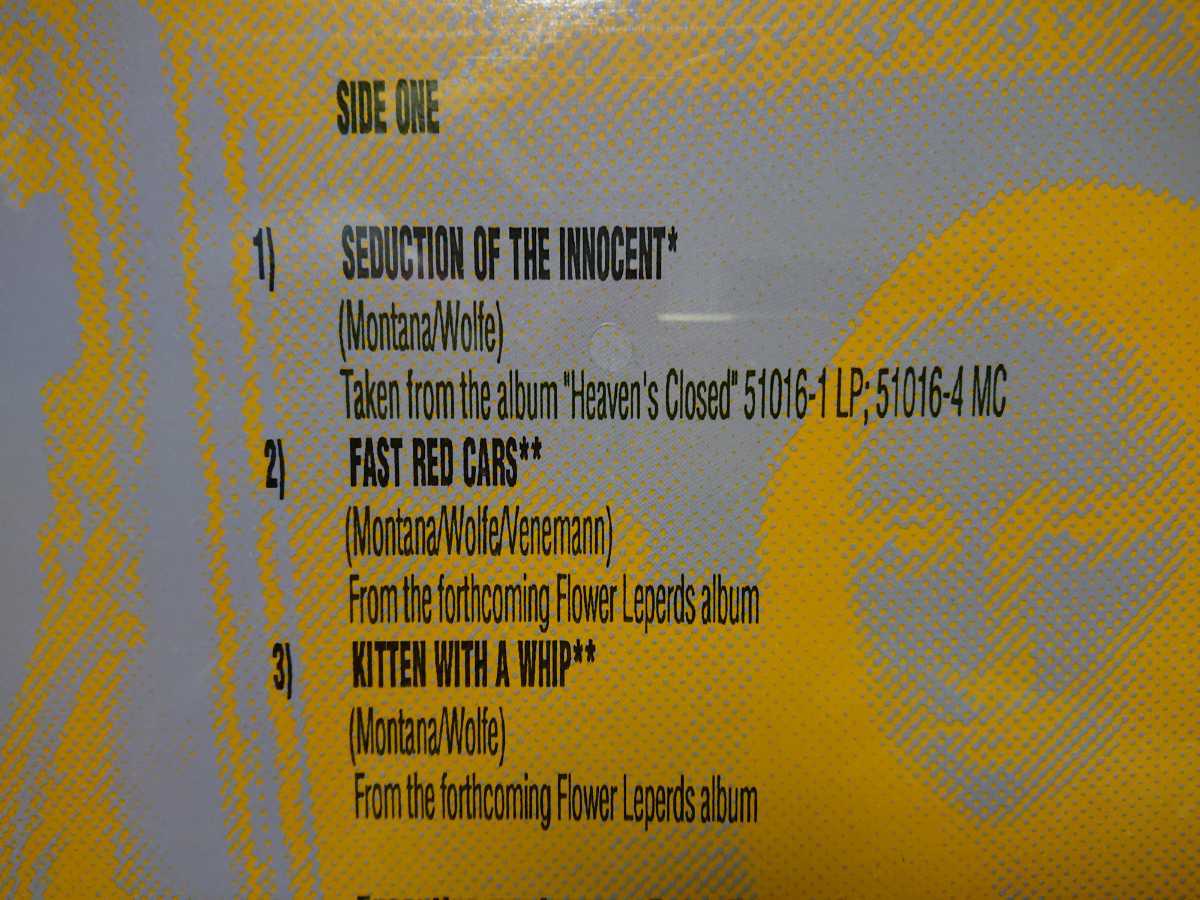 SIDE ONE
1) SEDUCTION OF THE INNOCENT*
(Montana/Wolfe)
Taken from the album "Heaven's Closed" 51016-1 LP; 51016-4 MC
2) FAST RED CARS**
(Montana/Wolfe/Venemann)
From the forthcoming Flower Leperds album
3) KITTEN WITH A WHIP**
(Montana/Wolfe)
From the forthcoming Flower Leperds album